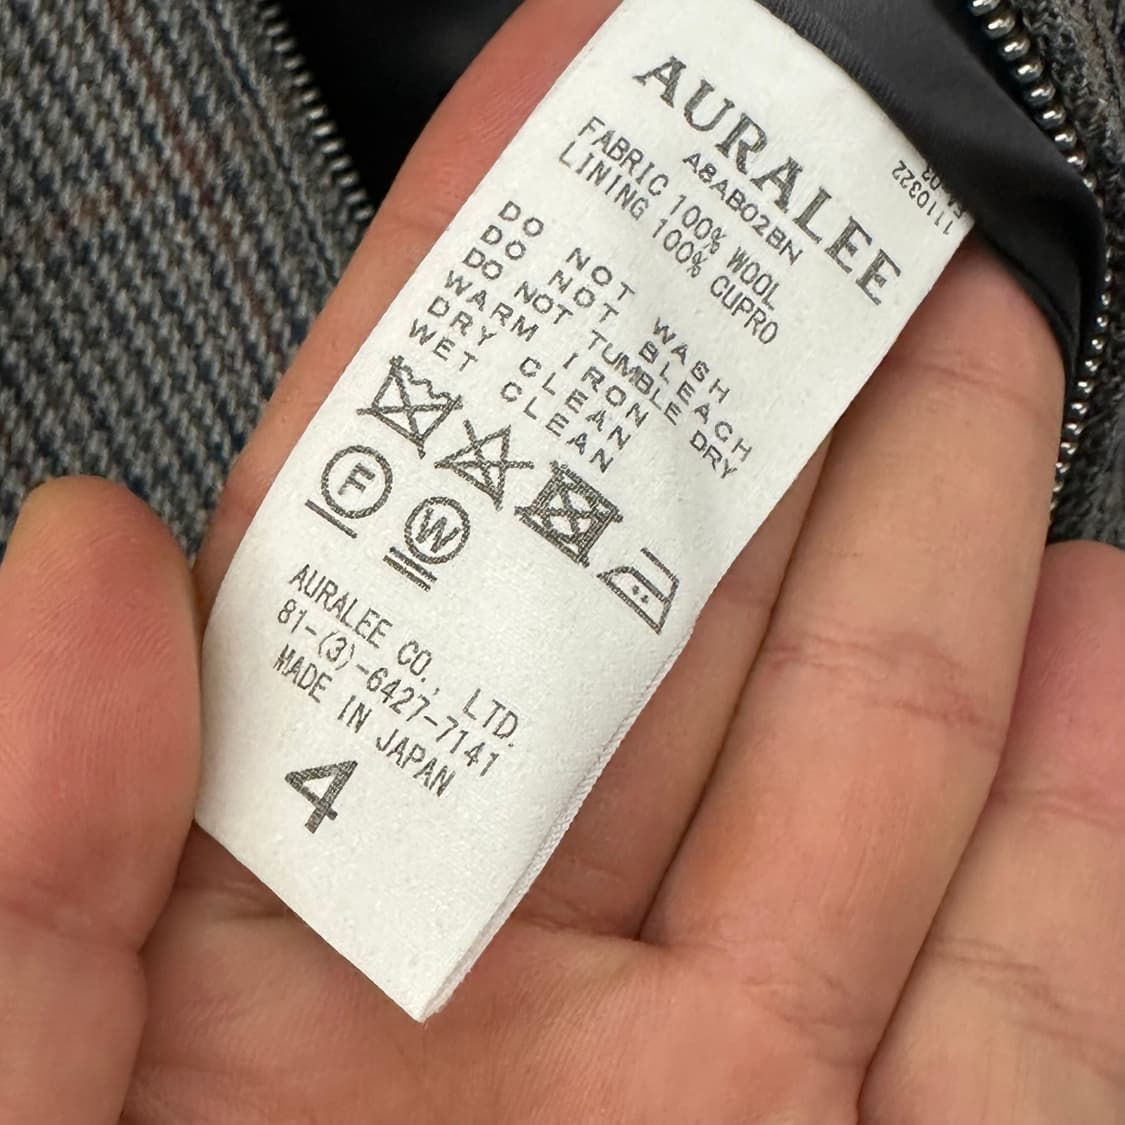 AURALEE
A8AB02BN
FABRIC 100% WOOL
LINING 100% CUPRO
DO NOT WASH
DO NOT BLEACH
DO NOT TUMBLE DRY
WARM IRON
DRY CLEAN
WET CLEAN
F
W
AURALEE CO., LTD.
81-(3)-6427-7141
MADE IN JAPAN
4
1110322